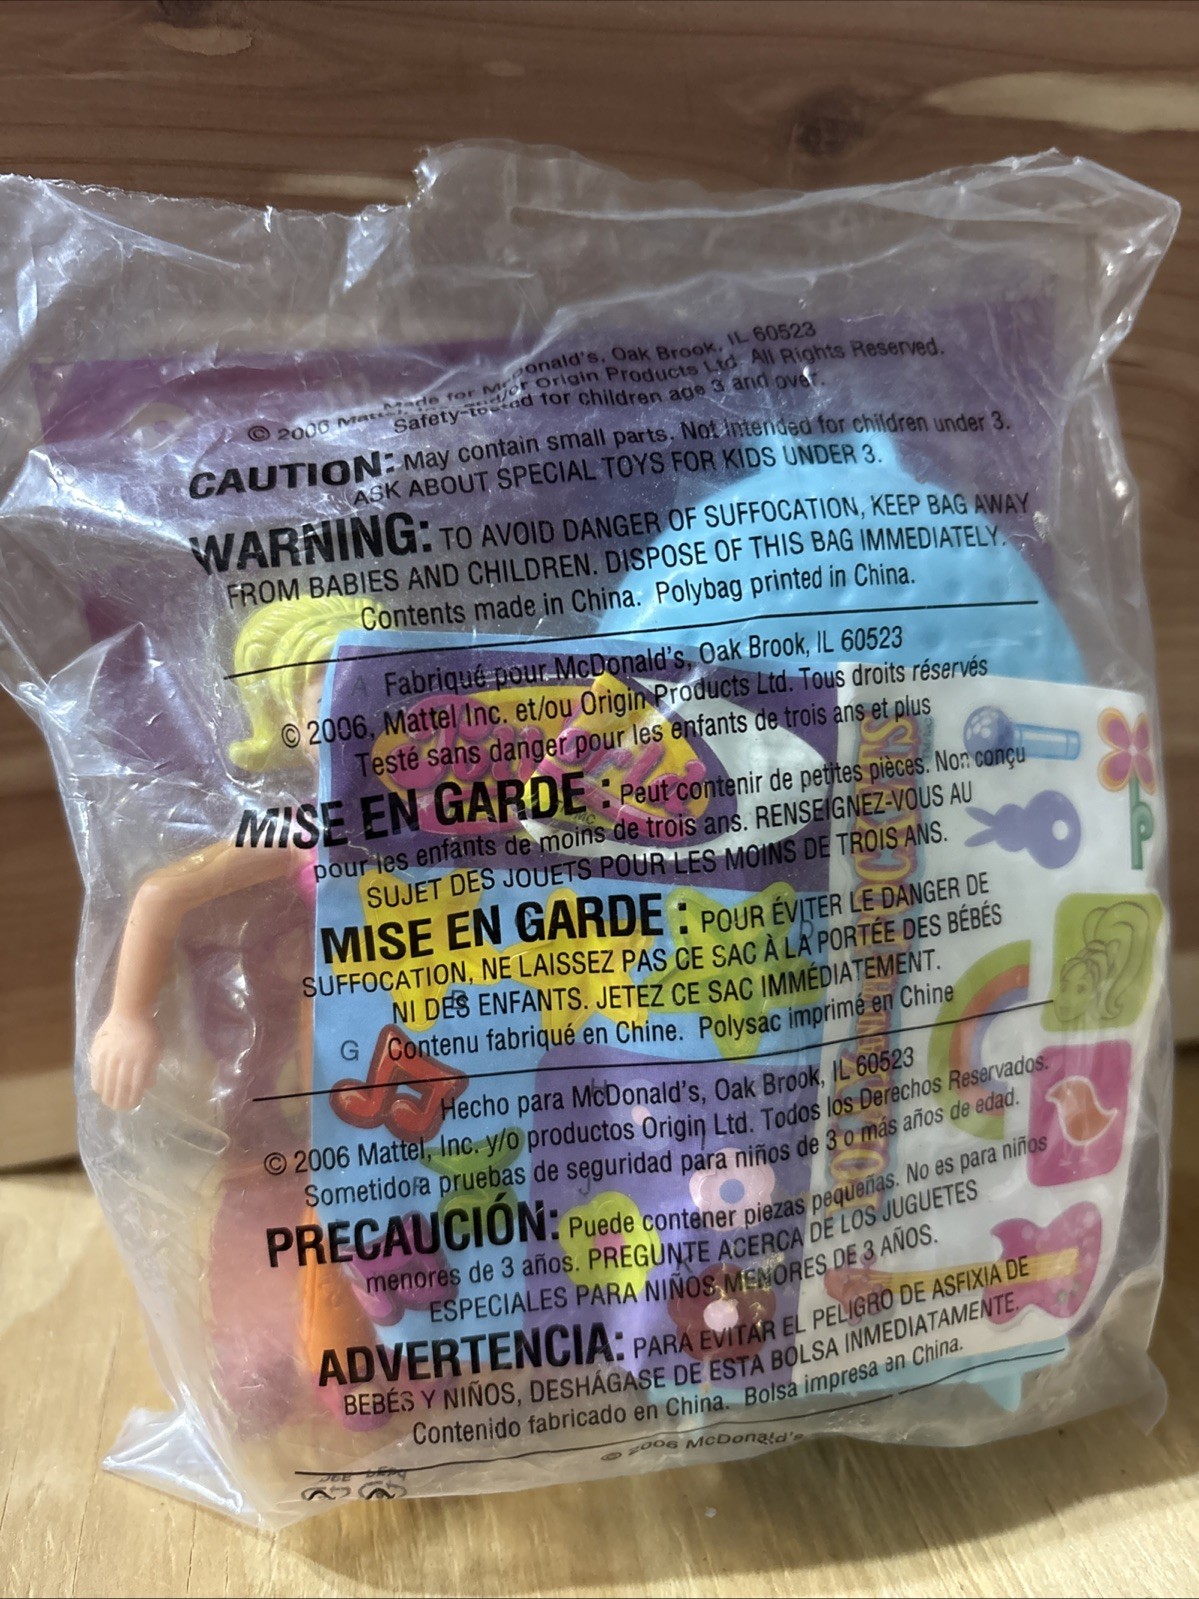 Made for McDonald's, Oak Brook, IL 60523
© 2006 Mattel, Inc. and/or Origin Products Ltd. All Rights Reserved.
Safety-tested for children age 3 and over.
CAUTION: May contain small parts. Not intended for children under 3.
ASK ABOUT SPECIAL TOYS FOR KIDS UNDER 3.
WARNING: TO AVOID DANGER OF SUFFOCATION, KEEP BAG AWAY
FROM BABIES AND CHILDREN. DISPOSE OF THIS BAG IMMEDIATELY.
Contents made in China. Polybag printed in China.
A
Fabriqué pour McDonald's, Oak Brook, IL 60523
© 2006, Mattel Inc. et/ou Origin Products Ltd. Tous droits réservés
Testé sans danger pour les enfants de trois ans et plus
MISE EN GARDE : Peut contenir de petites pièces. Non conçu
pour les enfants de moins de trois ans. RENSEIGNEZ-VOUS AU
SUJET DES JOUETS POUR LES MOINS DE TROIS ANS.
MISE EN GARDE : POUR ÉVITER LE DANGER DE
SUFFOCATION, NE LAISSEZ PAS CE SAC À LA PORTÉE DES BÉBÉS
NI DES ENFANTS. JETEZ CE SAC IMMÉDIATEMENT.
G
Contenu fabriqué en Chine. Polysac imprimé en Chine
Hecho para McDonald's, Oak Brook, IL 60523
© 2006 Mattel, Inc. y/o productos Origin Ltd. Todos los Derechos Reservados.
Sometido a pruebas de seguridad para niños de 3 o más años de edad.
PRECAUCIÓN: Puede contener piezas pequeñas. No es para niños
menores de 3 años. PREGUNTE ACERCA DE LOS JUGUETES
ESPECIALES PARA NIÑOS MENORES DE 3 AÑOS.
ADVERTENCIA: PARA EVITAR EL PELIGRO DE ASFIXIA DE
BEBÉS Y NIÑOS, DESHÁGASE DE ESTA BOLSA INMEDIATAMENTE.
Contenido fabricado en China. Bolsa impresa en China.
© 2006 McDonald's